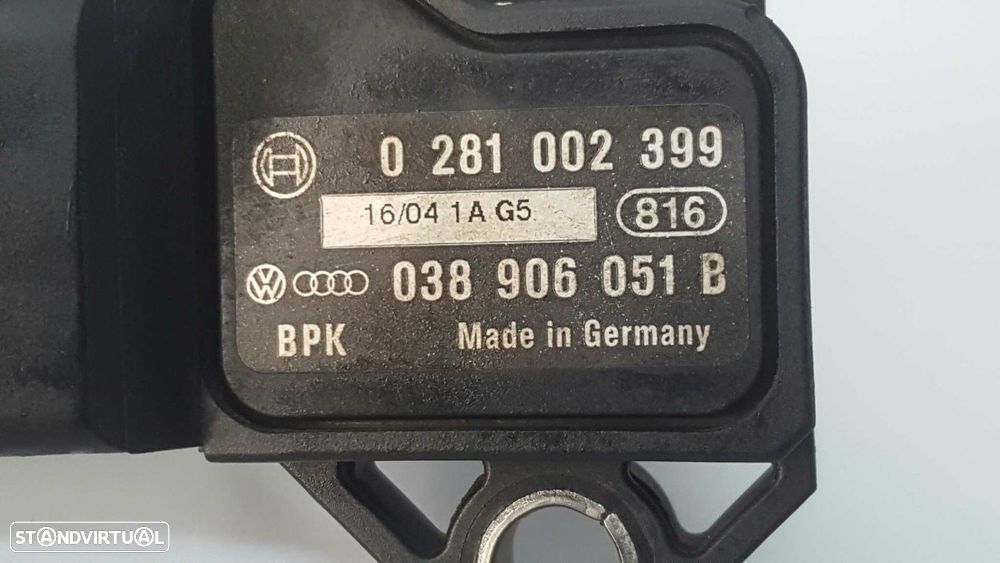 0 281 002 399
16/04 1A G5
816
038 906 051 B
BPK Made in Germany
STANDVIRTUAL